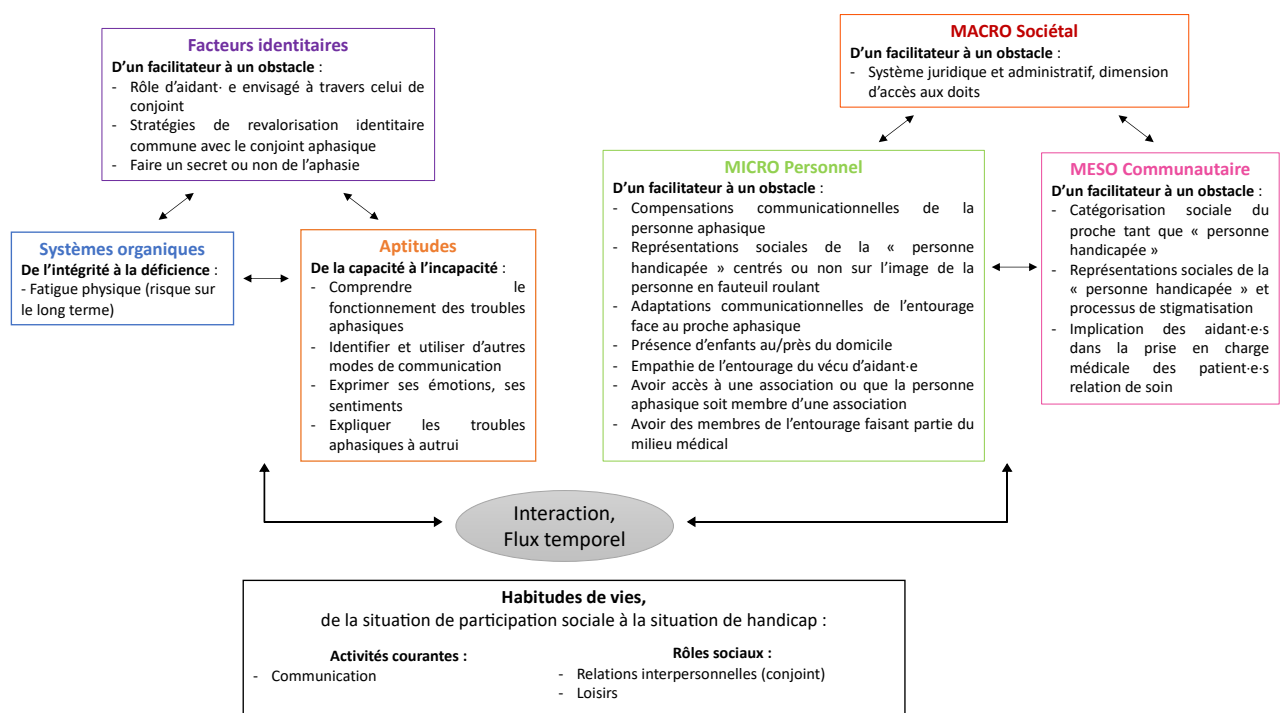 Facteurs identitaires
D'un facilitateur à un obstacle :
- Rôle d'aidant· e envisagé à travers celui de
conjoint
- Stratégies de revalorisation identitaire
commune avec le conjoint aphasique
- Faire un secret ou non de l'aphasie
Systèmes organiques
De l'intégrité à la déficience :
- Fatigue physique (risque sur
le long terme)
Aptitudes
De la capacité à l'incapacité :
- Comprendre le
fonctionnement des troubles
aphasiques
- Identifier et utiliser d'autres
modes de communication
- Exprimer ses émotions, ses
sentiments
- Expliquer les troubles
aphasiques à autrui
MACRO Sociétal
D'un facilitateur à un obstacle :
- Système juridique et administratif, dimension
d'accès aux doits
MICRO Personnel
D'un facilitateur à un obstacle :
- Compensations communicationnelles de la
personne aphasique
- Représentations sociales de la « personne
handicapée » centrés ou non sur l'image de la
personne en fauteuil roulant
- Adaptations communicationnelles de l'entourage
face au proche aphasique
- Présence d'enfants au/près du domicile
- Empathie de l'entourage du vécu d'aidant·e
- Avoir accès à une association ou que la personne
aphasique soit membre d'une association
- Avoir des membres de l'entourage faisant partie du
milieu médical
MESO Communautaire
D'un facilitateur à un obstacle :
- Catégorisation sociale du
proche tant que « personne
handicapée »
- Représentations sociales de la
« personne handicapée » et
processus de stigmatisation
- Implication des aidant·e·s
dans la prise en charge
médicale des patient·e·s
relation de soin
Interaction,
Flux temporel
Habitudes de vies,
de la situation de participation sociale à la situation de handicap :
Activités courantes :
- Communication
Rôles sociaux :
- Relations interpersonnelles (conjoint)
- Loisirs